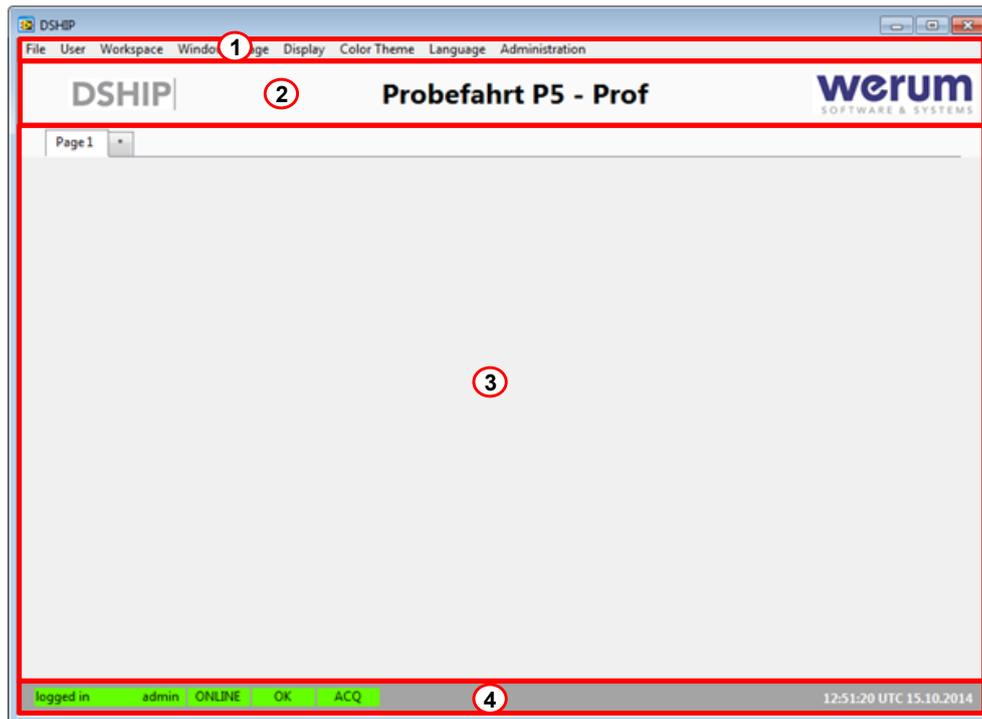 DSHIP
File User Workspace Window age Display Color Theme Language Administration
1
DSHIP 2 Probefahrt P5 - Prof werum
SOFTWARE & SYSTEMS
Page 1 *
3
logged in admin ONLINE OK ACQ 4 12:51:20 UTC 15.10.2014